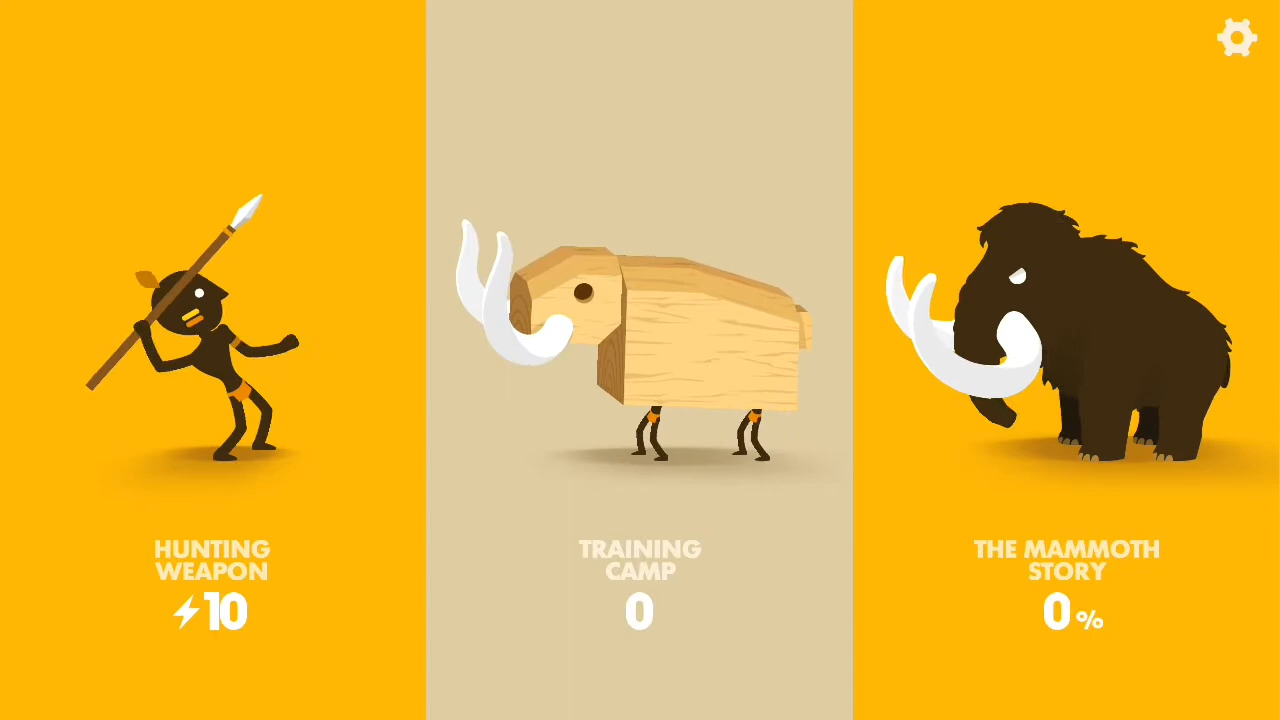 HUNTING
WEAPON
10
TRAINING
CAMP
0
THE MAMMOTH
STORY
0 %